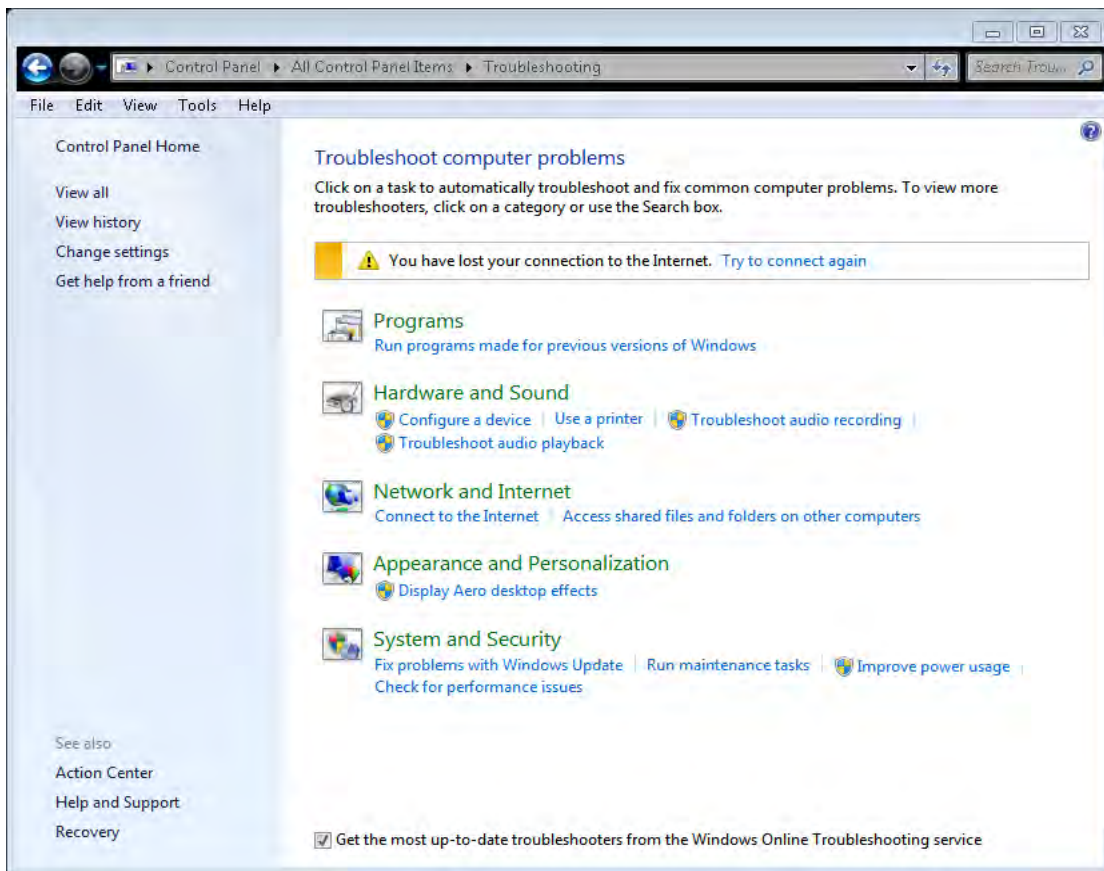 Control Panel ▸ All Control Panel Items ▸ Troubleshooting
Search Trou...
File Edit View Tools Help
Control Panel Home
View all
View history
Change settings
Get help from a friend
Troubleshoot computer problems
Click on a task to automatically troubleshoot and fix common computer problems. To view more
troubleshooters, click on a category or use the Search box.
You have lost your connection to the Internet. Try to connect again
Programs
Run programs made for previous versions of Windows
Hardware and Sound
Configure a device | Use a printer | Troubleshoot audio recording |
Troubleshoot audio playback
Network and Internet
Connect to the Internet | Access shared files and folders on other computers
Appearance and Personalization
Display Aero desktop effects
System and Security
Fix problems with Windows Update | Run maintenance tasks | Improve power usage |
Check for performance issues
See also
Action Center
Help and Support
Recovery
Get the most up-to-date troubleshooters from the Windows Online Troubleshooting service